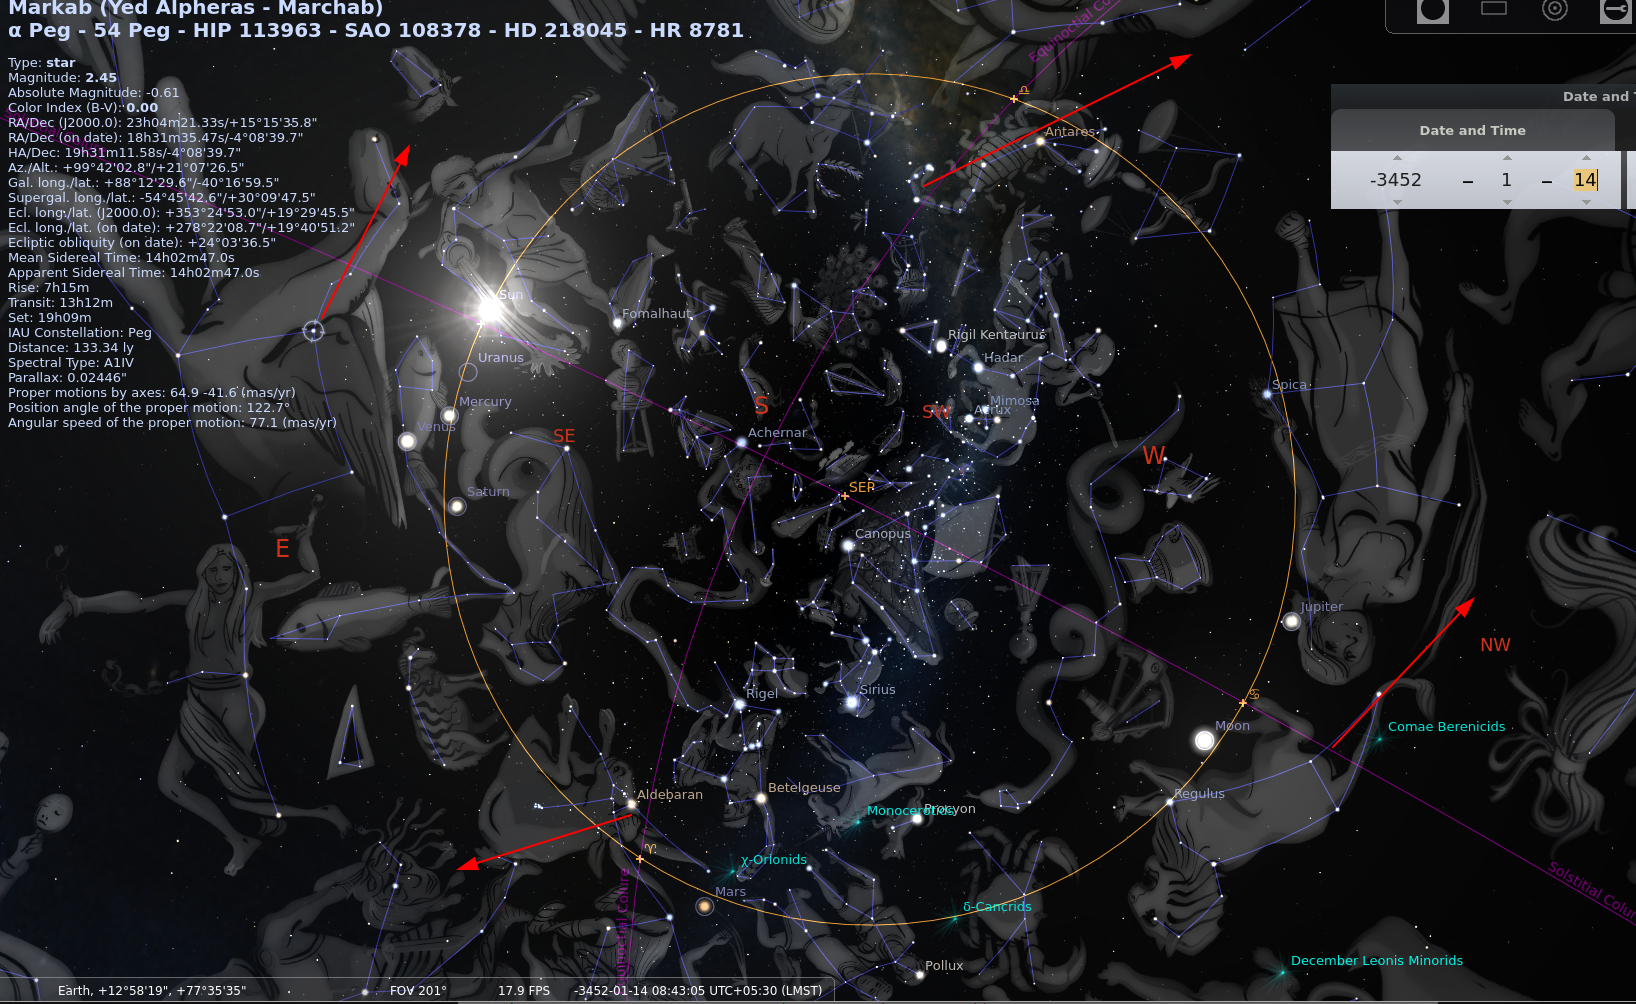 Markab (Yed Alpheras - Marchab)
α Peg - 54 Peg - HIP 113963 - SAO 108378 - HD 218045 - HR 8781
Type: star
Magnitude: 2.45
Absolute Magnitude: -0.61
Color Index (B-V): 0.00
RA/Dec (J2000.0): 23h04m21.33s/+15°15'35.8"
RA/Dec (on date): 18h31m35.47s/-4°08'39.7"
HA/Dec: 19h31m11.58s/-4°08'39.7"
Az./Alt.: +99°42'02.8"/+21°07'26.5"
Gal. long./lat.: +88°12'29.6"/-40°16'59.5"
Supergal. long./lat.: -54°45'42.6"/+30°09'47.5"
Ecl. long./lat. (J2000.0): +353°24'53.0"/+19°29'45.5"
Ecl. long./lat. (on date): +278°22'08.7"/+19°40'51.2"
Ecliptic obliquity (on date): +24°03'36.5"
Mean Sidereal Time: 14h02m47.0s
Apparent Sidereal Time: 14h02m47.0s
Rise: 7h15m
Transit: 13h12m
Set: 19h09m
IAU Constellation: Peg
Distance: 133.34 ly
Spectral Type: A1IV
Parallax: 0.02446"
Proper motions by axes: 64.9 -41.6 (mas/yr)
Position angle of the proper motion: 122.7°
Angular speed of the proper motion: 77.1 (mas/yr)
Equinoctial Co
Date and T
Date and Time
-3452 – 1 – 14
♎
Antares
Sun
Fomalhaut
Uranus
Rigil Kentaurus
Hadar
Mercury
Venus
Mimosa
Acrux
Spica
S
SW
SE
W
Achernar
Saturn
SEP
Canopus
E
Jupiter
NW
Rigel
Sirius
♋
Moon
Comae Berenicids
Aldebaran
Betelgeuse
Regulus
Monocerotids
Procyon
♈
χ-Orionids
Mars
δ-Cancrids
Solstitial Colur
Equinoctial Colure
Pollux
December Leonis Minorids
Earth, +12°58'19", +77°35'35" FOV 201° 17.9 FPS -3452-01-14 08:43:05 UTC+05:30 (LMST)